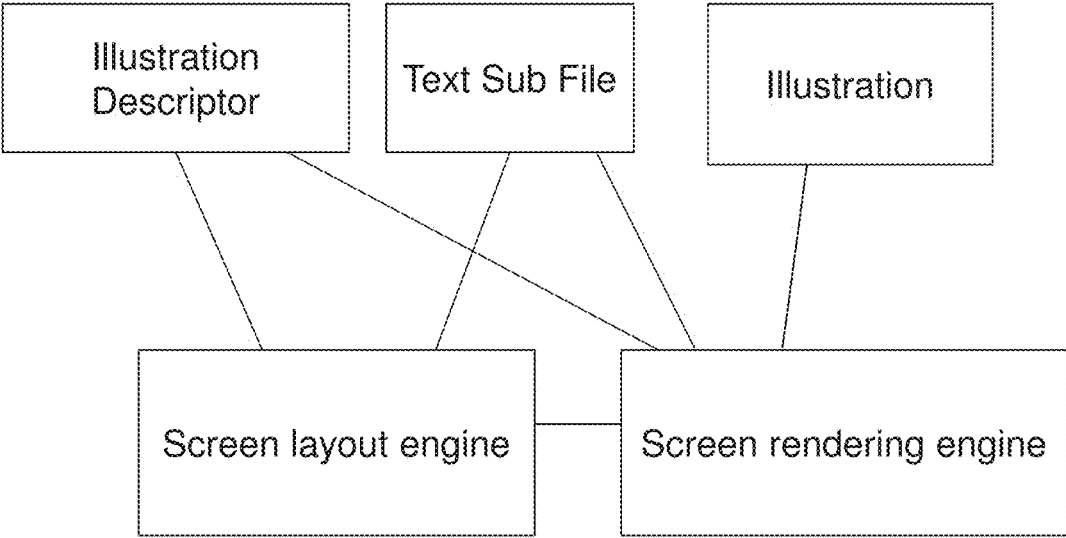 Illustration
Descriptor
Text Sub File
Illustration
Screen layout engine
Screen rendering engine